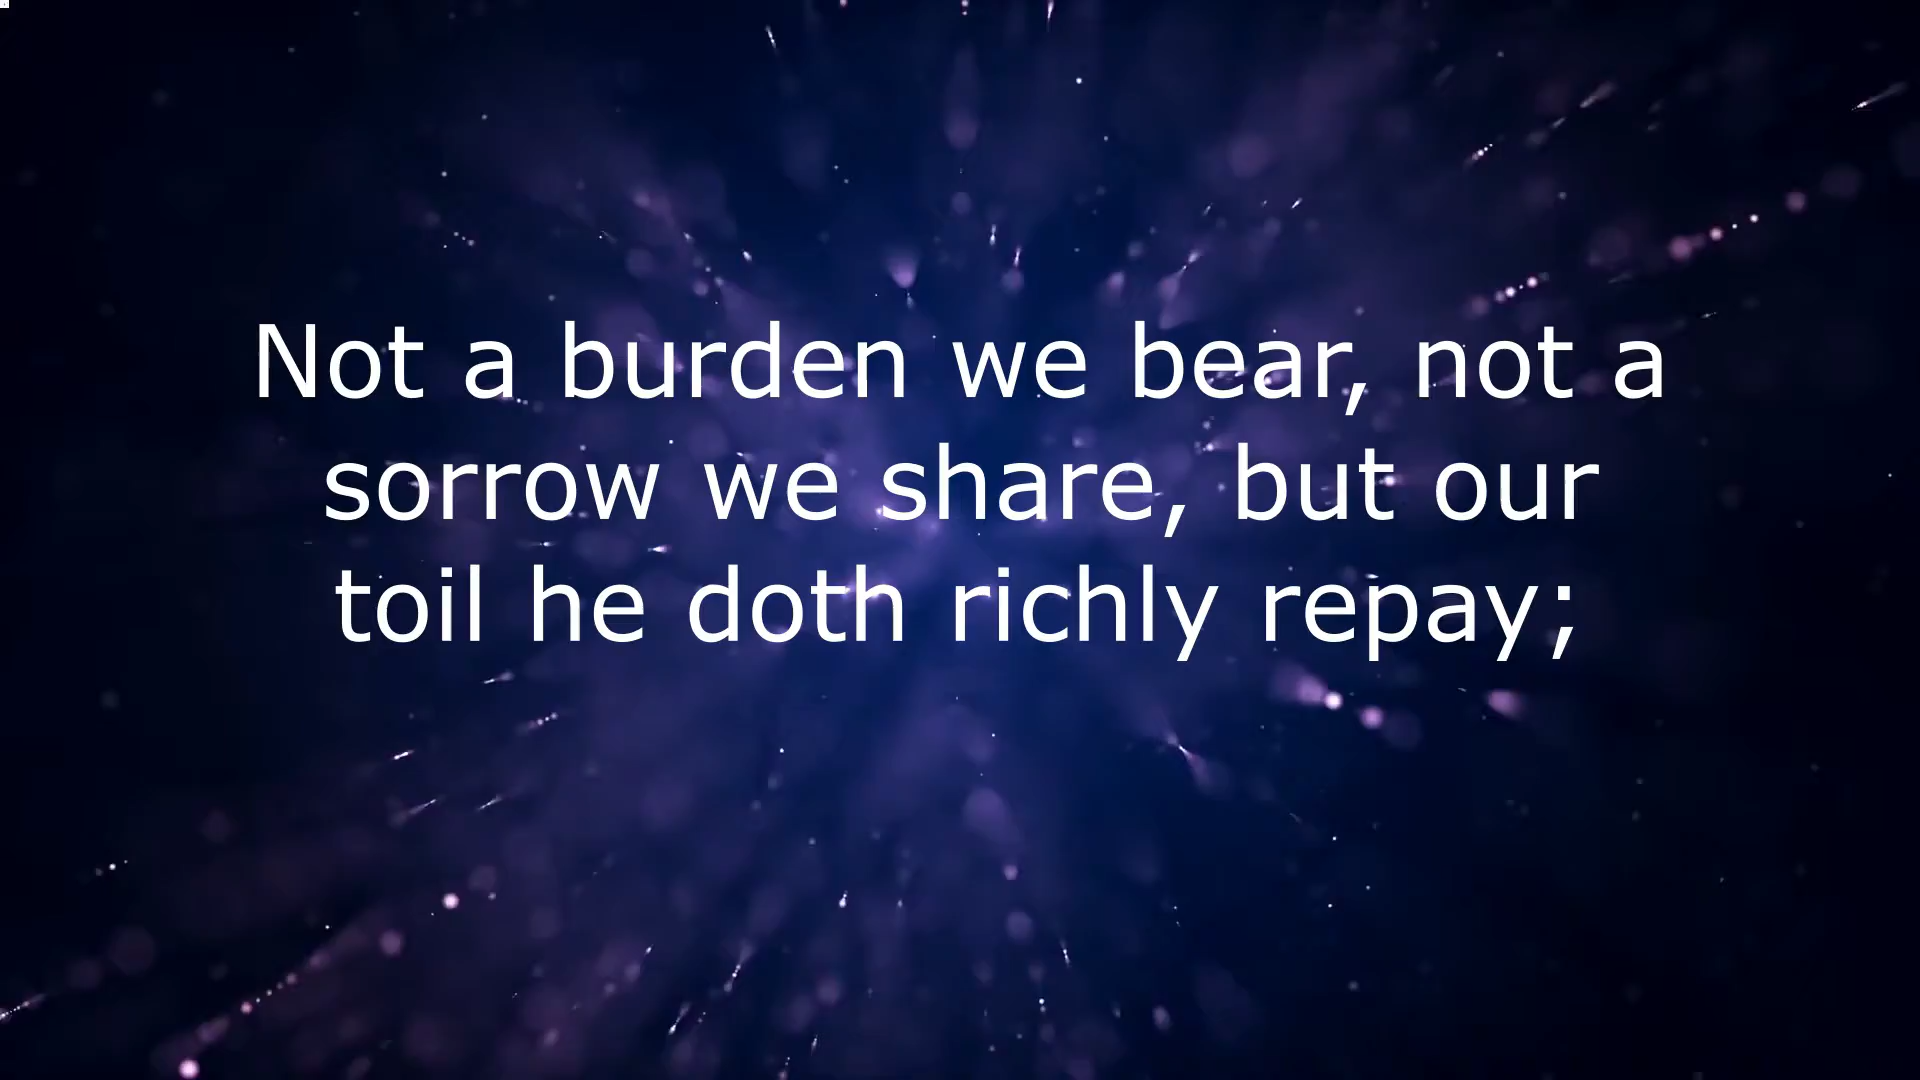 Not a burden we bear, not a
sorrow we share, but our
toil he doth richly repay;